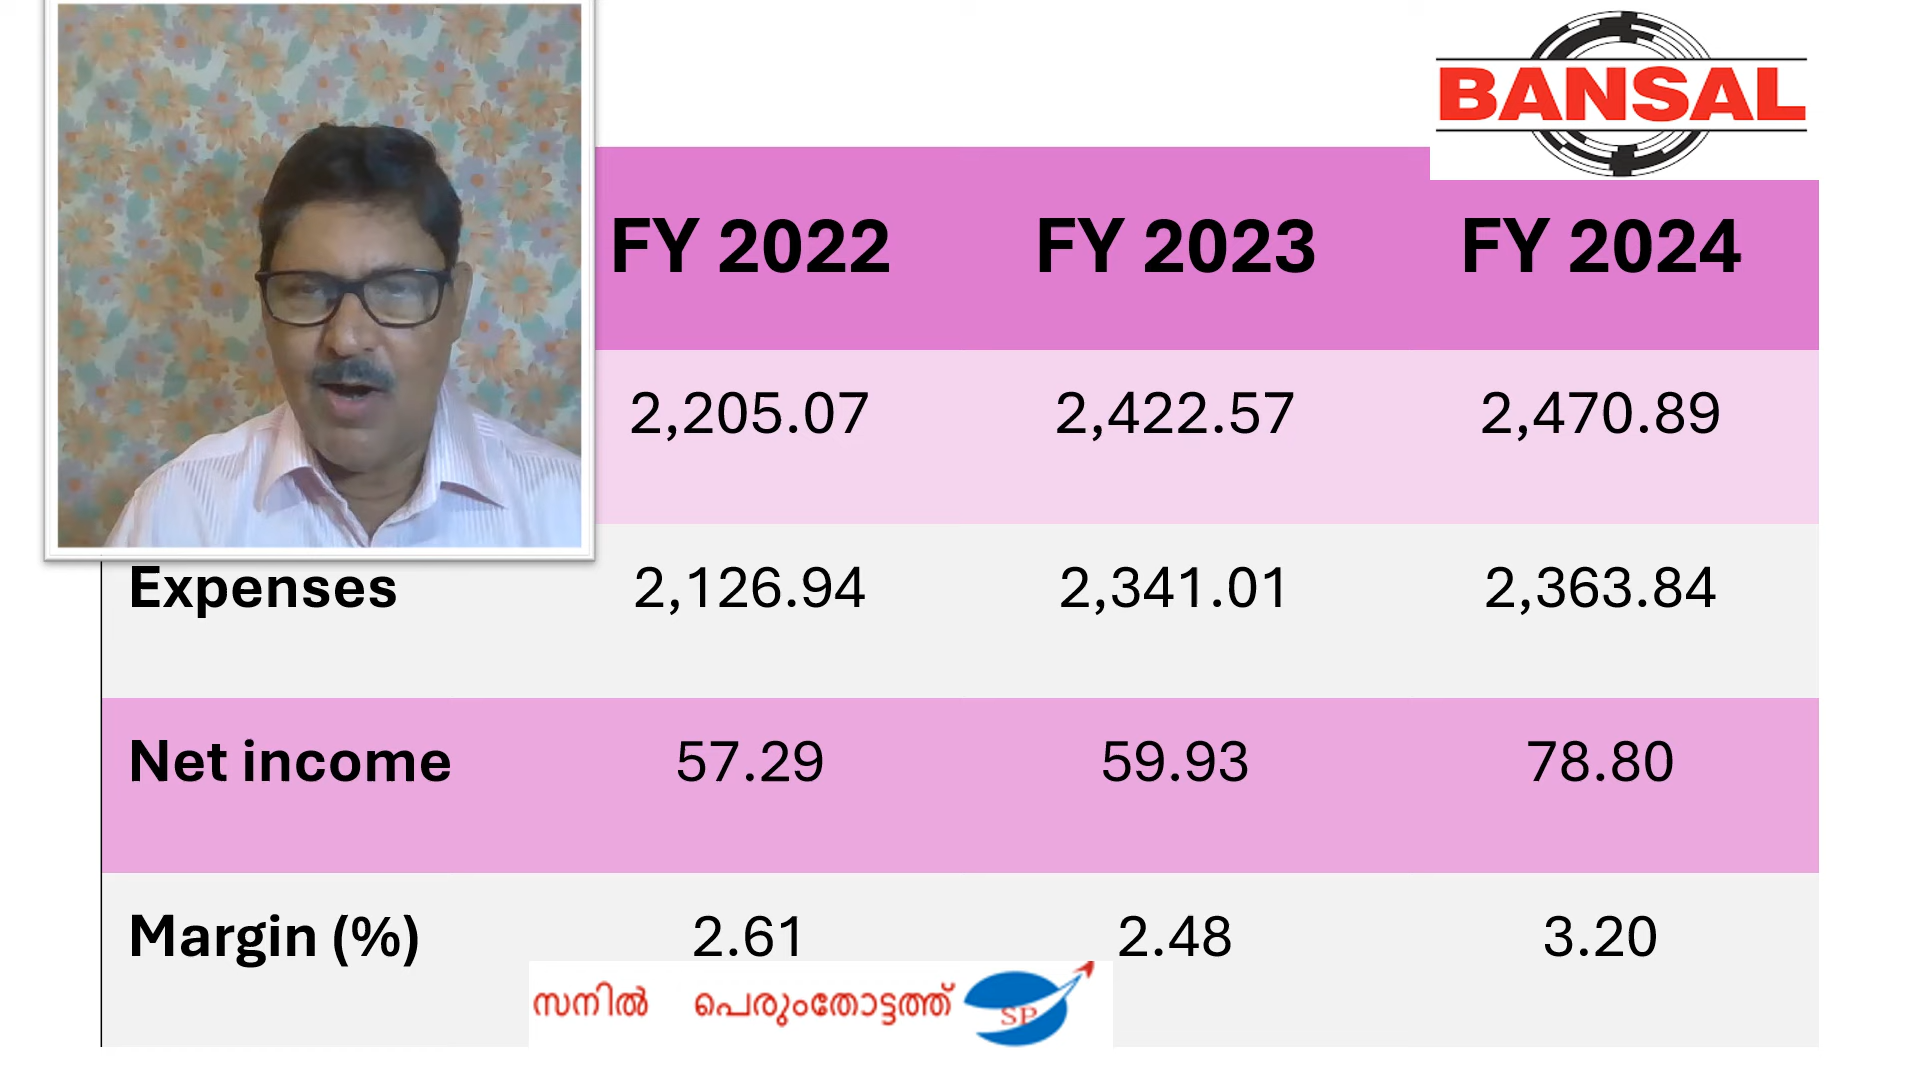 BANSAL
FY 2022 FY 2023 FY 2024
2,205.07 2,422.57 2,470.89
Expenses 2,126.94 2,341.01 2,363.84
Net income 57.29 59.93 78.80
Margin (%) 2.61 2.48 3.20
സനിൽ പെരുംതോട്ടത്ത് SP